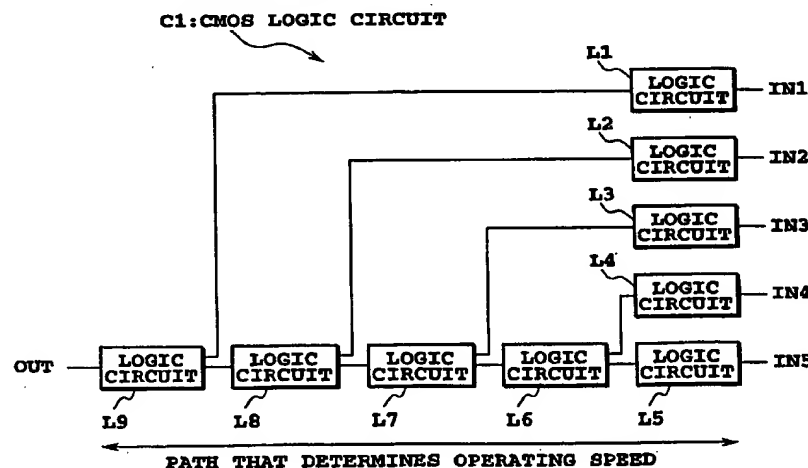 C1:CMOS LOGIC CIRCUIT
L1
LOGIC
CIRCUIT
IN1
L2
LOGIC
CIRCUIT
IN2
L3
LOGIC
CIRCUIT
IN3
L4
LOGIC
CIRCUIT
IN4
OUT
LOGIC
CIRCUIT
LOGIC
CIRCUIT
LOGIC
CIRCUIT
LOGIC
CIRCUIT
LOGIC
CIRCUIT
IN5
L9
L8
L7
L6
L5
PATH THAT DETERMINES OPERATING SPEED